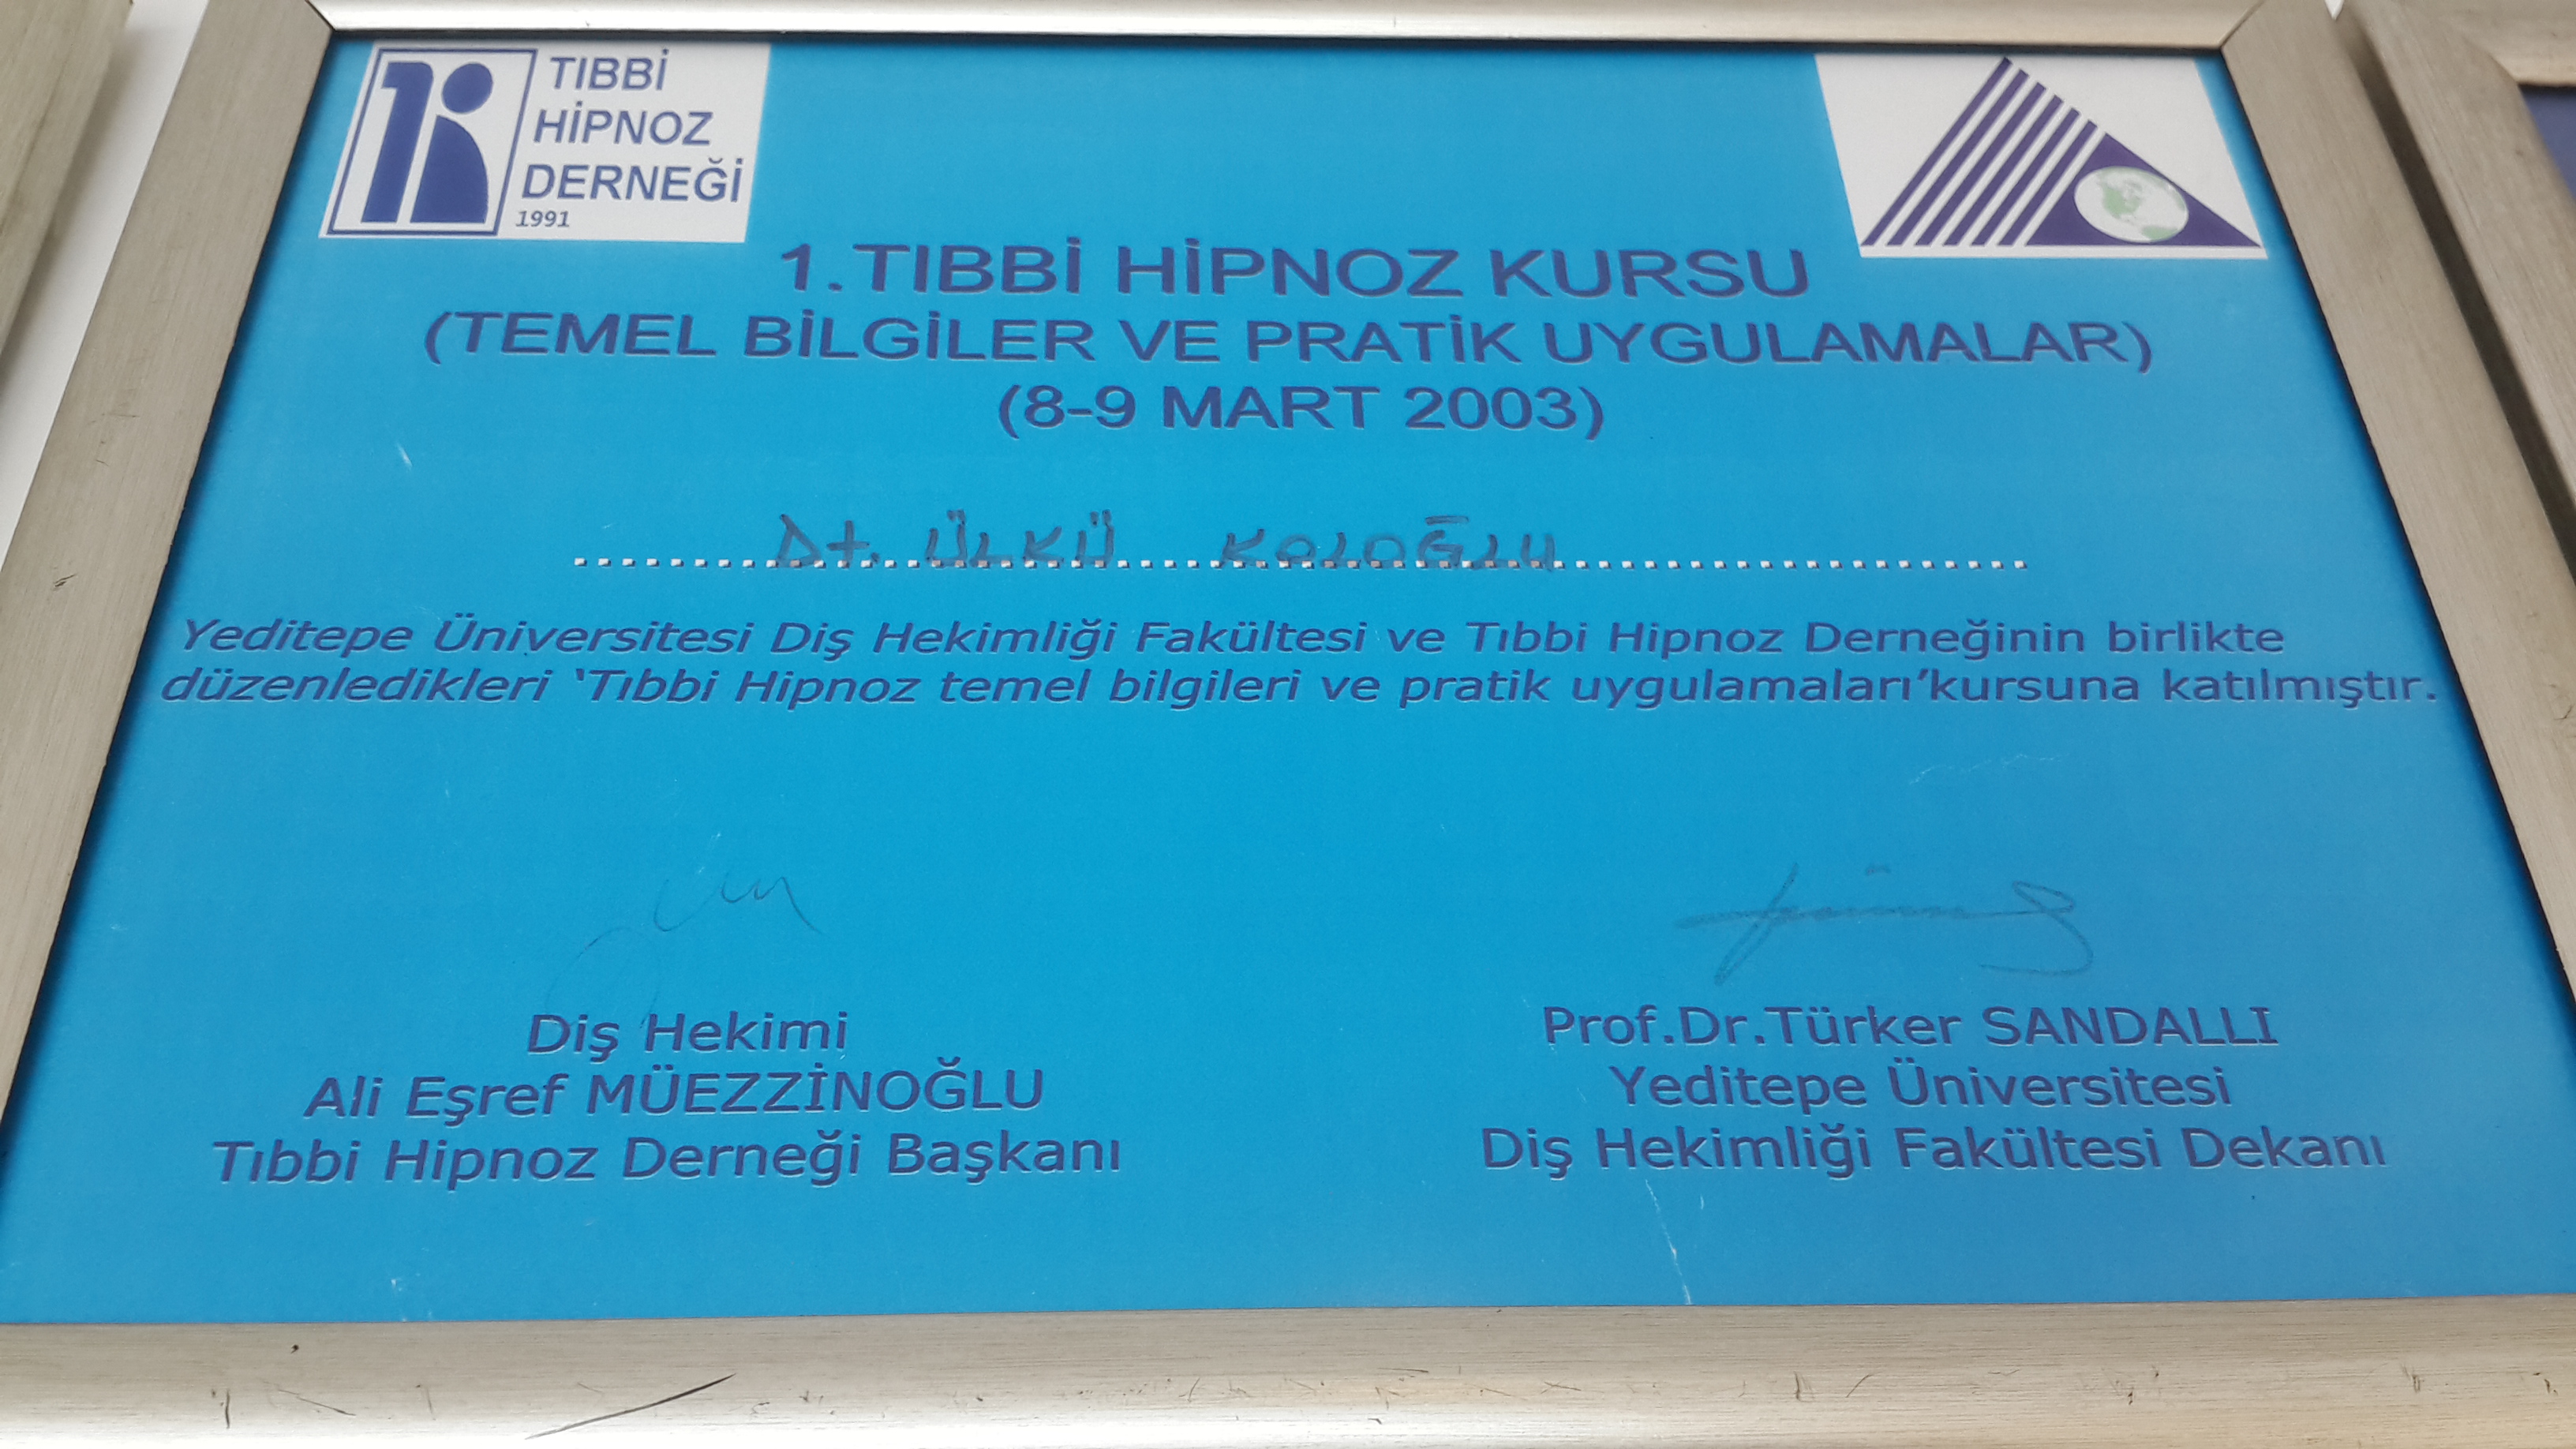 TIBBİ
HİPNOZ
DERNEĞİ
1991
1.TIBBİ HİPNOZ KURSU
(TEMEL BİLGİLER VE PRATİK UYGULAMALAR)
(8-9 MART 2003)
Dt. ÜLKÜ KOLOĞLU
Yeditepe Üniversitesi Diş Hekimliği Fakültesi ve Tıbbi Hipnoz Derneğinin birlikte
düzenledikleri ‘Tıbbi Hipnoz temel bilgileri ve pratik uygulamaları’kursuna katılmıştır.
Diş Hekimi
Ali Eşref MÜEZZİNOĞLU
Tıbbi Hipnoz Derneği Başkanı
Prof.Dr.Türker SANDALLI
Yeditepe Üniversitesi
Diş Hekimliği Fakültesi Dekanı